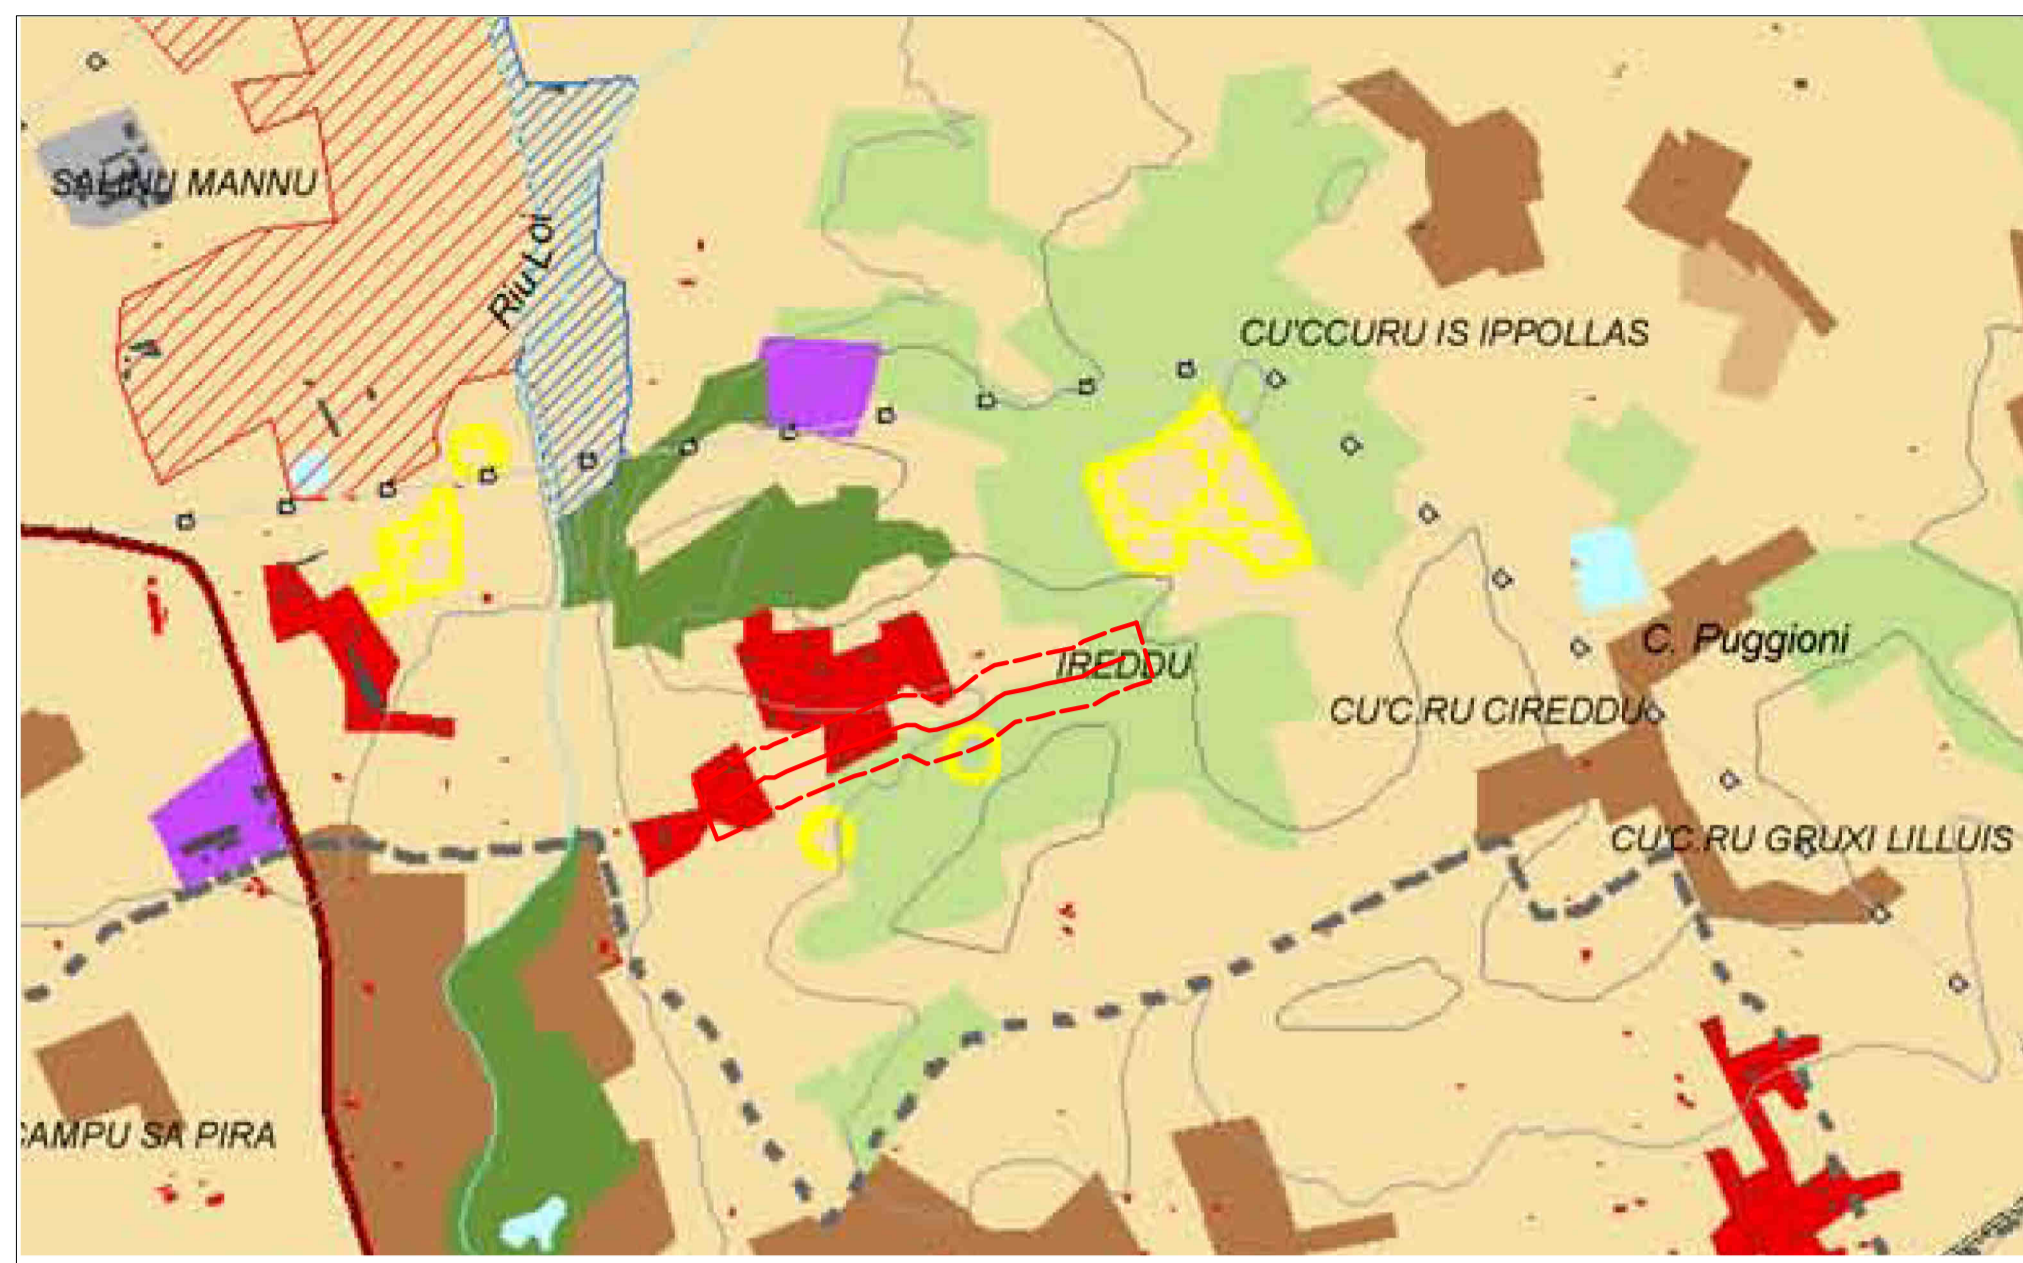 SALINU MANNU
Riu Loi
CU'CCURU IS IPPOLLAS
C. Puggioni
IREDDU
CU'C.RU CIREDDU
CU'C.RU GRUXI LILLUIS
CAMPU SA PIRA